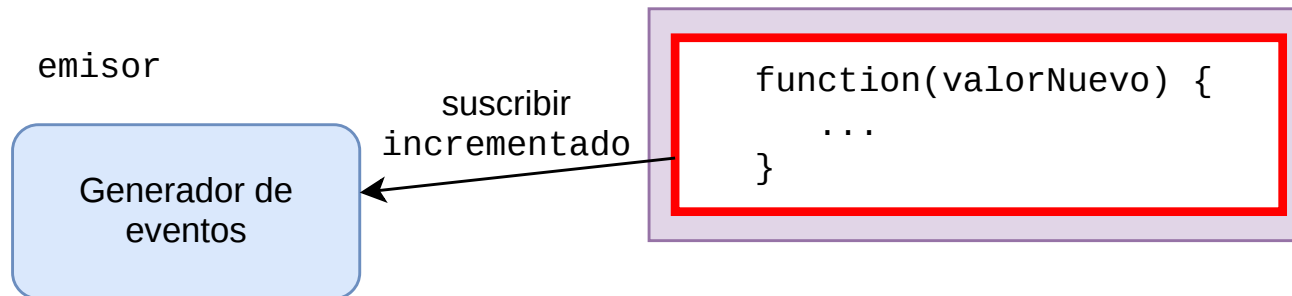 emisor
Generador de
eventos
suscribir
incrementado
function(valorNuevo) {
...
}